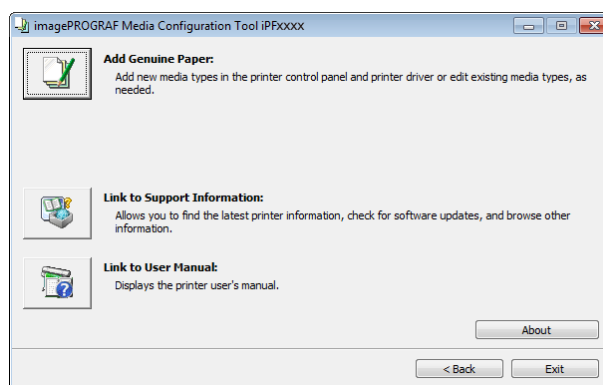 imagePROGRAF Media Configuration Tool iPFxxxx
Add Genuine Paper:
Add new media types in the printer control panel and printer driver or edit existing media types, as
needed.
Link to Support Information:
Allows you to find the latest printer information, check for software updates, and browse other
information.
Link to User Manual:
Displays the printer user's manual.
About
< Back Exit